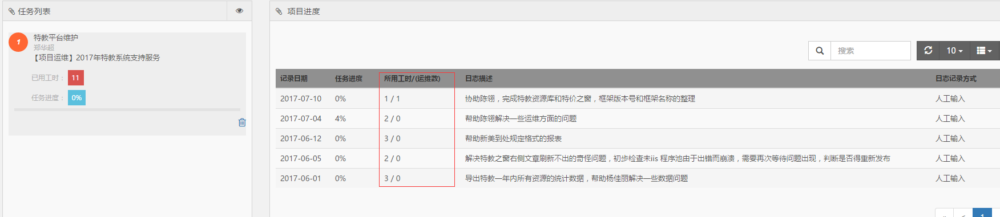 任务列表
1
特教平台维护
郑华超
【项目运维】2017年特教系统支持服务
已用工时： 11
任务进度： 0%
项目进度
搜索
10
记录日期 任务进度 所用工时/(运维数) 日志描述 日志记录方式
2017-07-10 0% 1 / 1 协助陈翎，完成特教资源库和特价之窗，框架版本号和框架名称的整理 人工输入
2017-07-04 4% 2 / 0 帮助陈翎解决一些运维方面的问题 人工输入
2017-06-12 0% 3 / 0 帮助新美到处规定格式的报表 人工输入
2017-06-05 0% 2 / 0 解决特教之窗右侧文章刷新不出的奇怪问题，初步检查未iis 程序池由于出错而崩溃，需要再次等待问题出现，判断是否得重新发布 人工输入
2017-06-01 0% 3 / 0 导出特教一年内所有资源的统计数据，帮助杨佳丽解决一些数据问题 人工输入
1